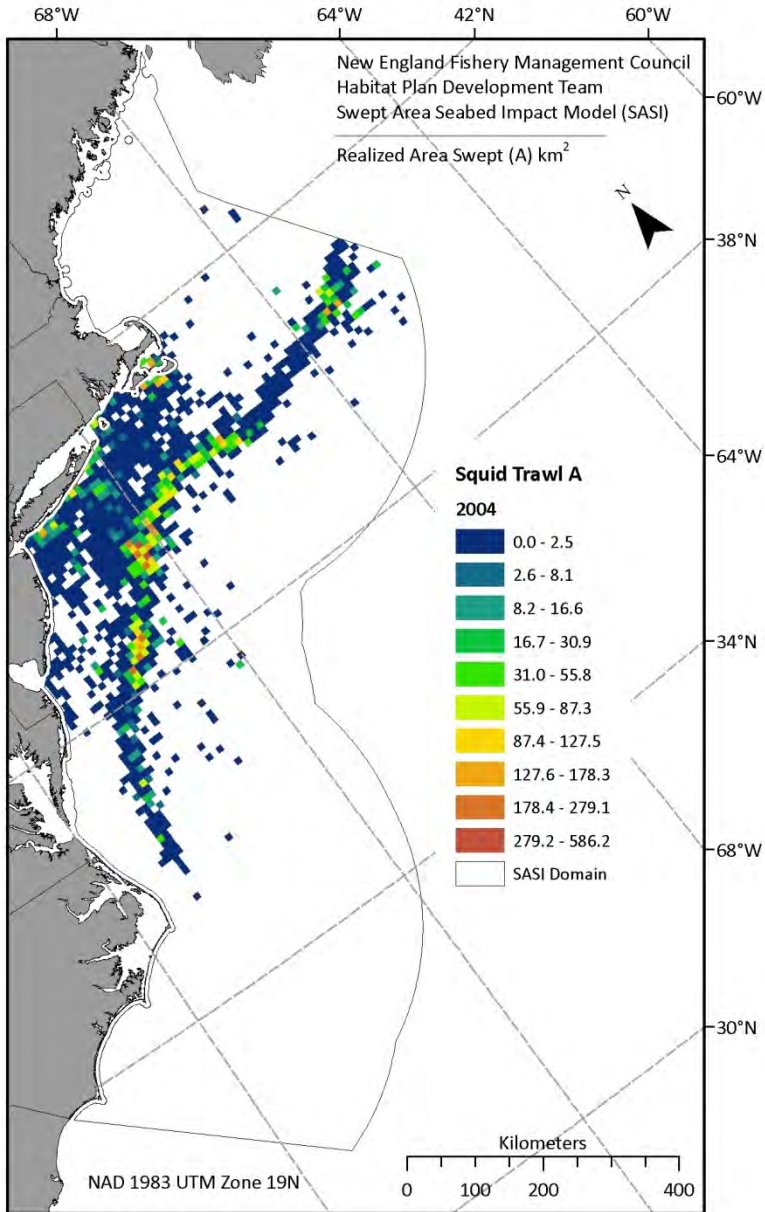 68°W
64°W
42°N
60°W
New England Fishery Management Council
Habitat Plan Development Team
Swept Area Seabed Impact Model (SASI)
Realized Area Swept (A) km²
60°W
N
38°N
64°W
Squid Trawl A
2004
0.0 - 2.5
2.6 - 8.1
8.2 - 16.6
16.7 - 30.9
31.0 - 55.8
55.9 - 87.3
87.4 - 127.5
127.6 - 178.3
178.4 - 279.1
279.2 - 586.2
SASI Domain
34°N
68°W
30°N
Kilometers
0 100 200 300 400
NAD 1983 UTM Zone 19N